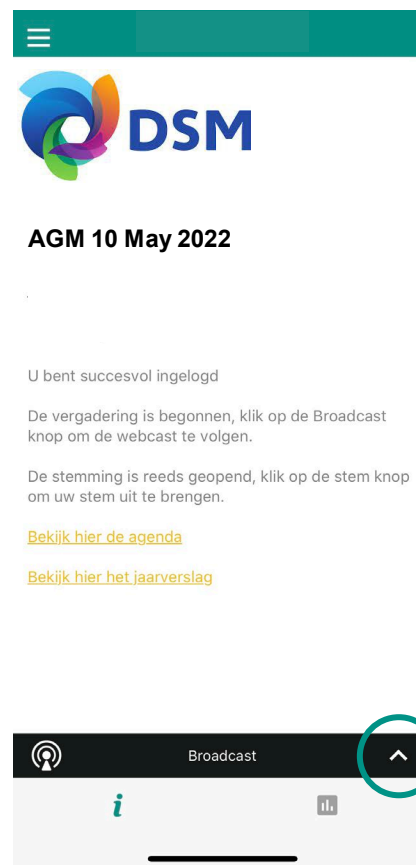 DSM
AGM 10 May 2022
U bent succesvol ingelogd
De vergadering is begonnen, klik op de Broadcast
knop om de webcast te volgen.
De stemming is reeds geopend, klik op de stem knop
om uw stem uit te brengen.
Bekijk hier de agenda
Bekijk hier het jaarverslag
Broadcast
i